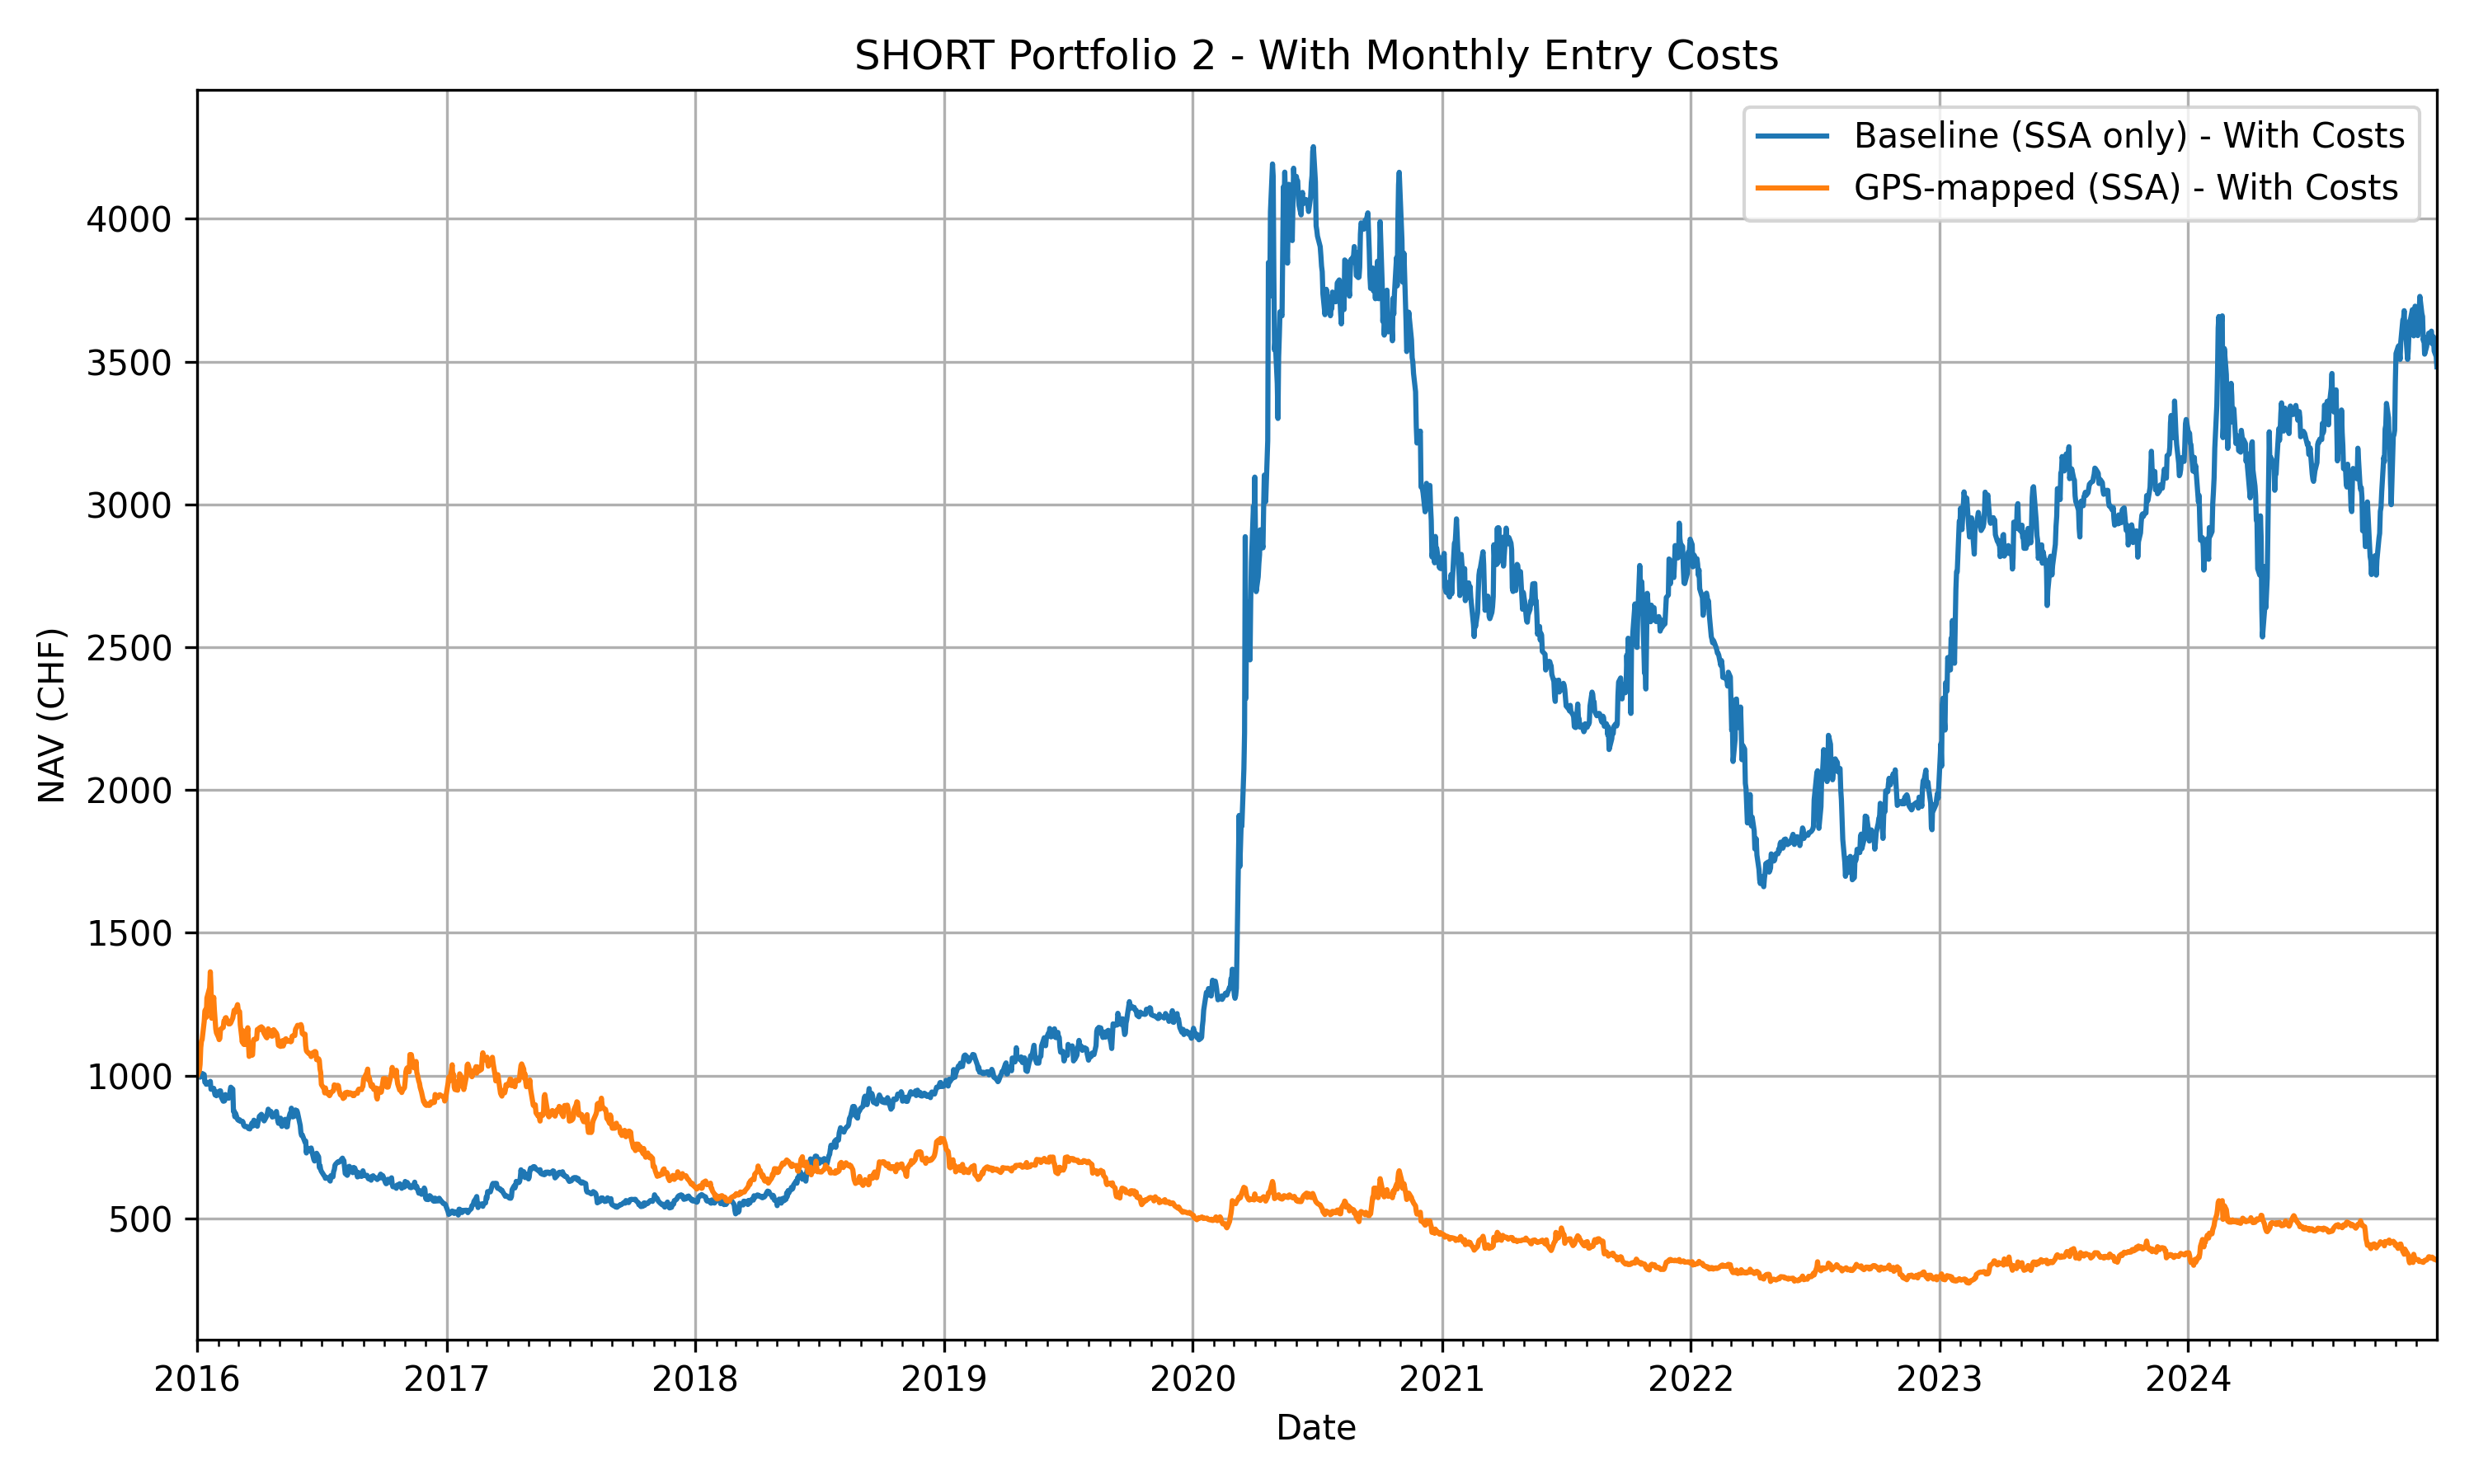 SHORT Portfolio 2 - With Monthly Entry Costs
Baseline (SSA only) - With Costs
GPS-mapped (SSA) - With Costs
NAV (CHF)
4000
3500
3000
2500
2000
1500
1000
500
2016 2017 2018 2019 2020 2021 2022 2023 2024
Date